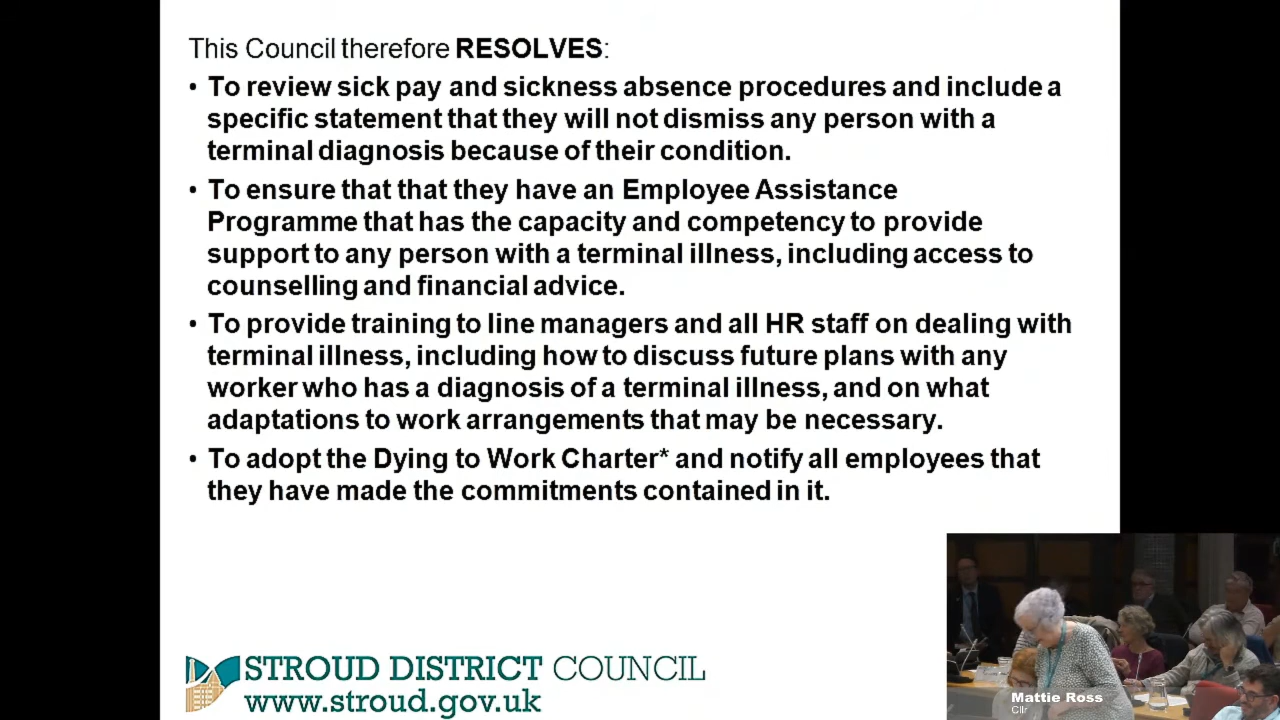 This Council therefore RESOLVES:
• To review sick pay and sickness absence procedures and include a
specific statement that they will not dismiss any person with a
terminal diagnosis because of their condition.
• To ensure that that they have an Employee Assistance
Programme that has the capacity and competency to provide
support to any person with a terminal illness, including access to
counselling and financial advice.
• To provide training to line managers and all HR staff on dealing with
terminal illness, including how to discuss future plans with any
worker who has a diagnosis of a terminal illness, and on what
adaptations to work arrangements that may be necessary.
• To adopt the Dying to Work Charter* and notify all employees that
they have made the commitments contained in it.
STROUD DISTRICT COUNCIL
www.stroud.gov.uk
Mattie Ross
Cllr